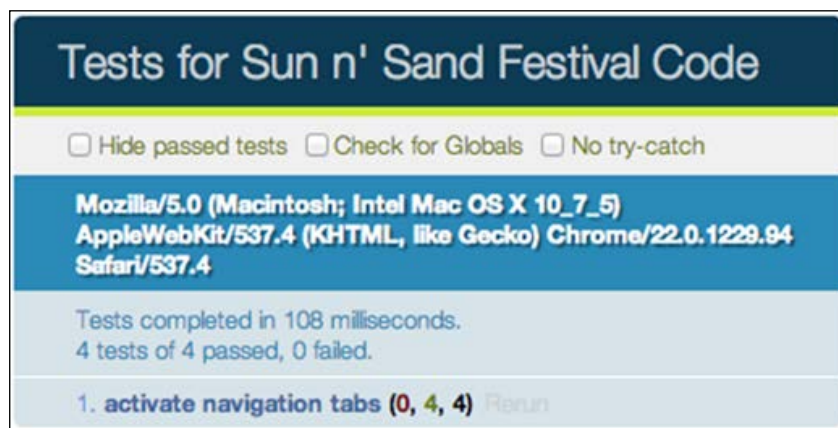 Tests for Sun n' Sand Festival Code
Hide passed tests Check for Globals No try-catch
Mozilla/5.0 (Macintosh; Intel Mac OS X 10_7_5)
AppleWebKit/537.4 (KHTML, like Gecko) Chrome/22.0.1229.94
Safari/537.4
Tests completed in 108 milliseconds.
4 tests of 4 passed, 0 failed.
1. activate navigation tabs (0, 4, 4) Rerun